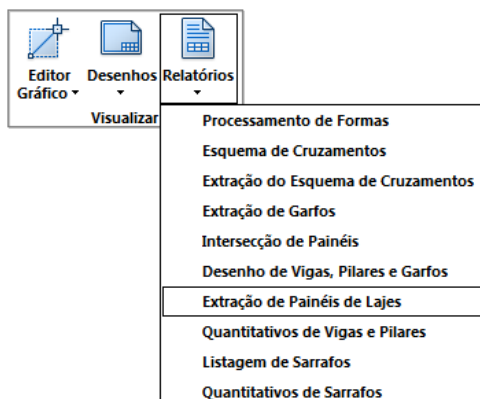 Editor Desenhos Relatórios
Gráfico
Visualizar
Processamento de Formas
Esquema de Cruzamentos
Extração do Esquema de Cruzamentos
Extração de Garfos
Intersecção de Painéis
Desenho de Vigas, Pilares e Garfos
Extração de Painéis de Lajes
Quantitativos de Vigas e Pilares
Listagem de Sarrafos
Quantitativos de Sarrafos